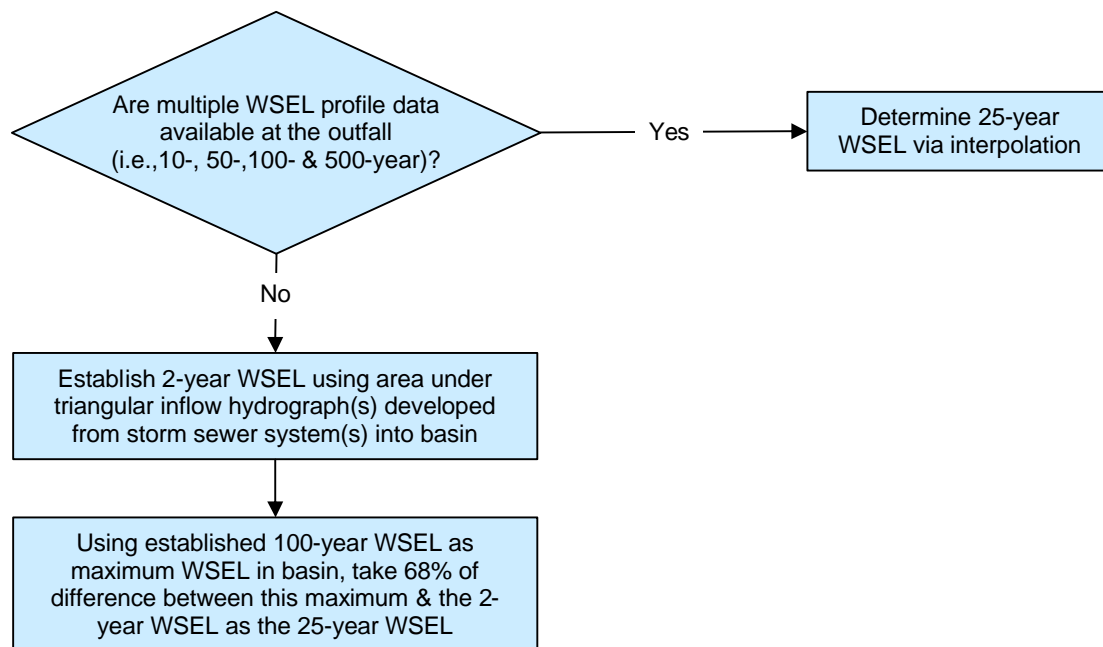 Are multiple WSEL profile data
available at the outfall
(i.e.,10-, 50-,100- & 500-year)?
Yes
Determine 25-year
WSEL via interpolation
No
Establish 2-year WSEL using area under
triangular inflow hydrograph(s) developed
from storm sewer system(s) into basin
Using established 100-year WSEL as
maximum WSEL in basin, take 68% of
difference between this maximum & the 2-
year WSEL as the 25-year WSEL